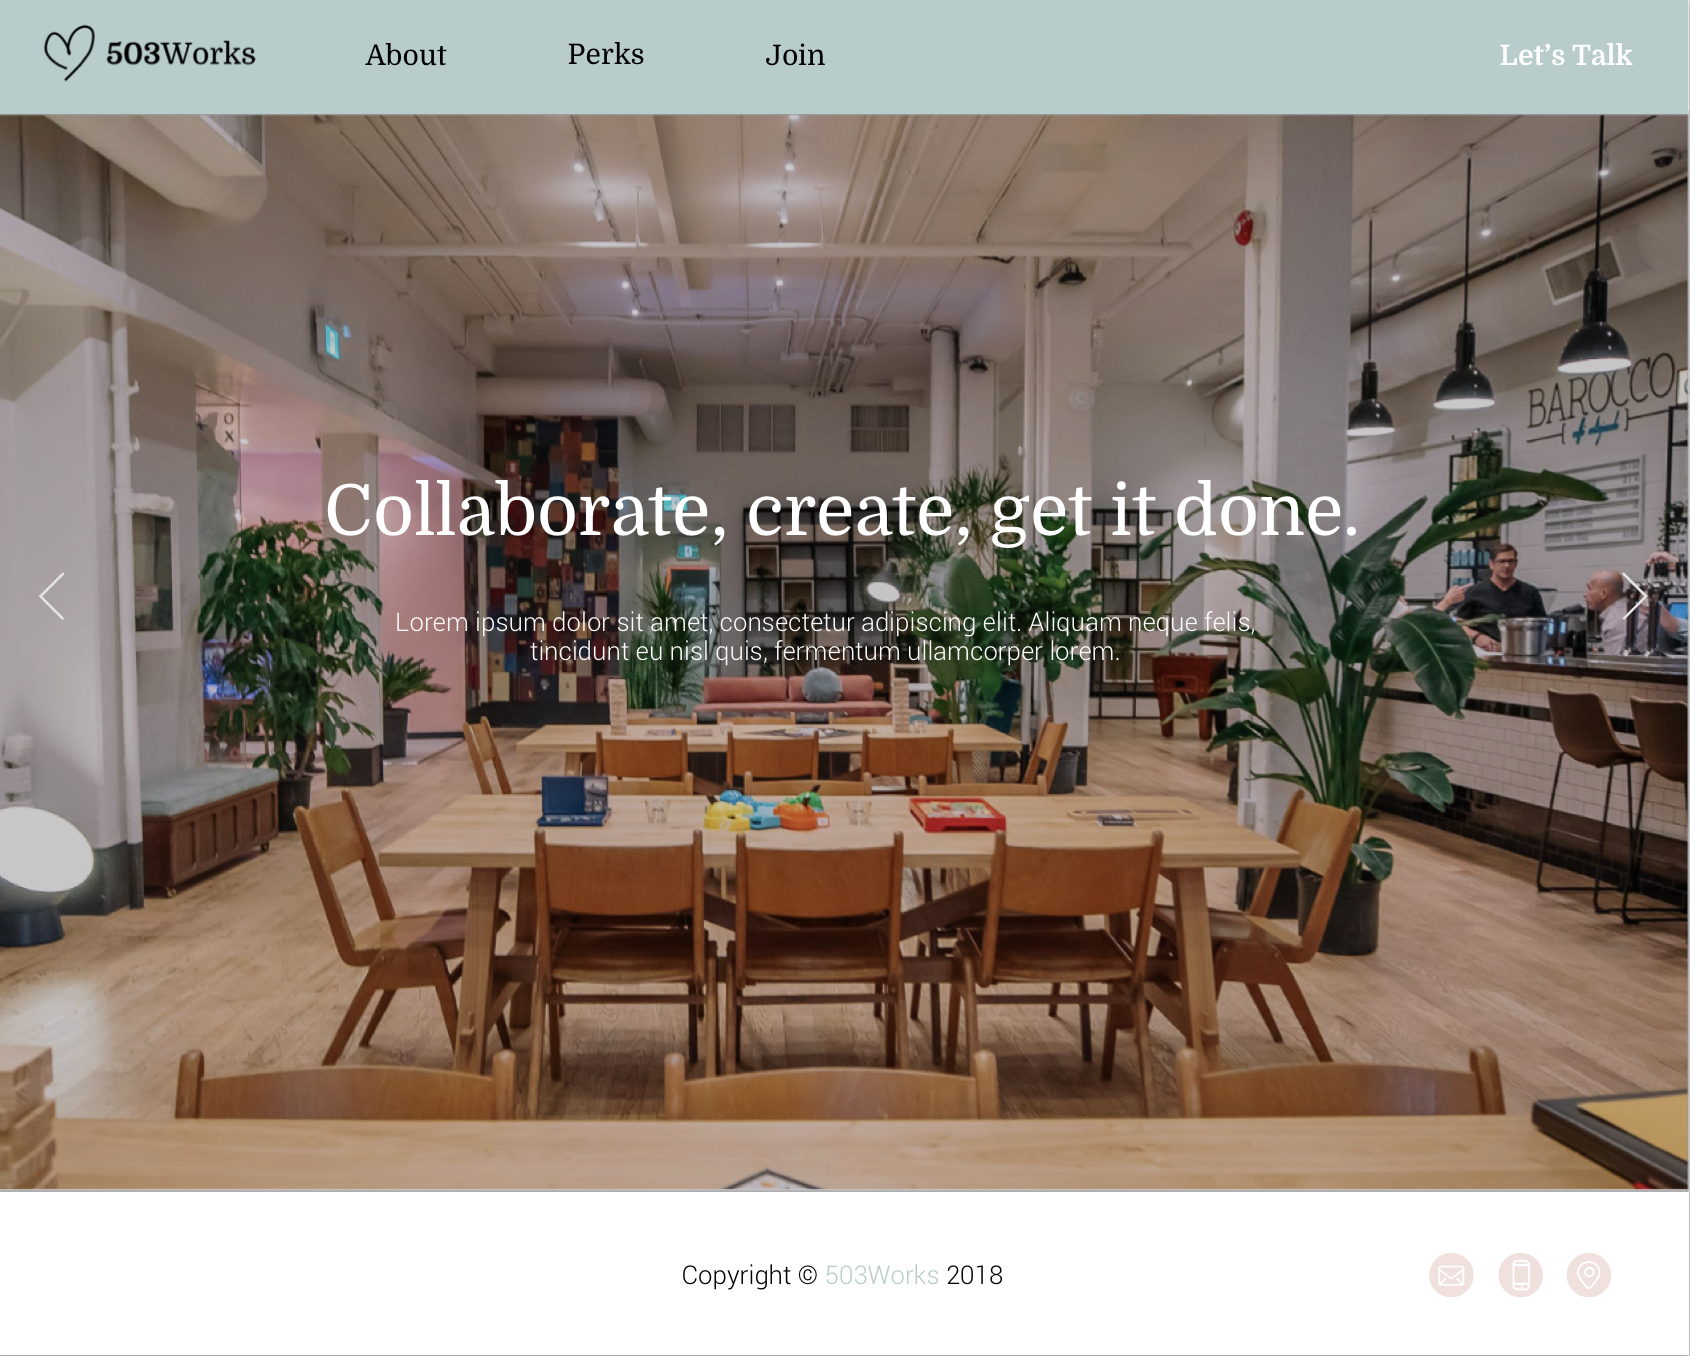 503Works
About
Perks
Join
Let's Talk
BAROCCO
Collaborate, create, get it done.
Lorem ipsum dolor sit amet, consectetur adipiscing elit. Aliquam neque felis,
tincidunt eu nisl quis, fermentum ullamcorper lorem.
Copyright © 503Works 2018